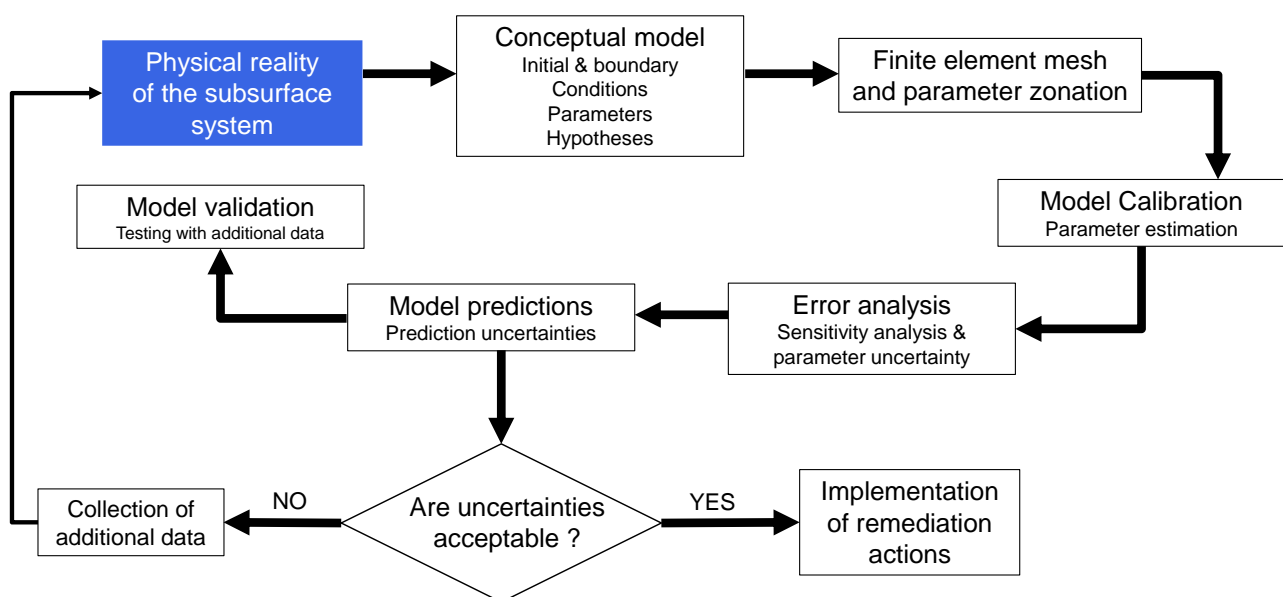 Physical reality
of the subsurface
system
Conceptual model
Initial & boundary
Conditions
Parameters
Hypotheses
Finite element mesh
and parameter zonation
Model Calibration
Parameter estimation
Error analysis
Sensitivity analysis &
parameter uncertainty
Model predictions
Prediction uncertainties
Model validation
Testing with additional data
Are uncertainties
acceptable ?
NO
Collection of
additional data
YES
Implementation
of remediation
actions